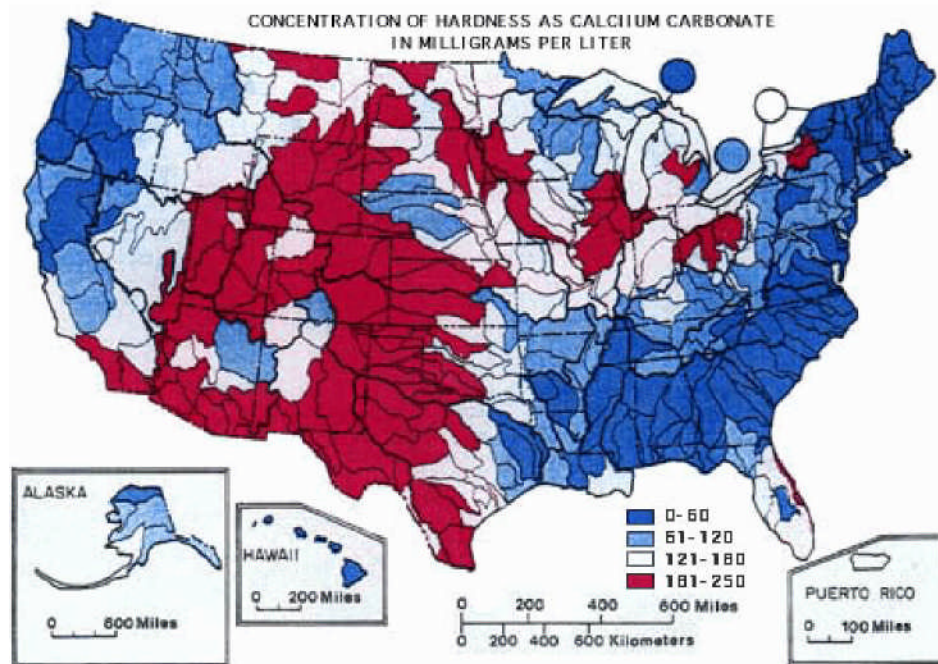 CONCENTRATION OF HARDNESS AS CALCIIUM CARBONATE
IN MILLIGRAMS PER LITER
ALASKA
0 600 Miles
HAWAII
0 200 Miles
0-60
61-120
121-180
181-250
0 200 400 600 Miles
0 200 400 600 Kilometers
PUERTO RICO
0 100 Miles